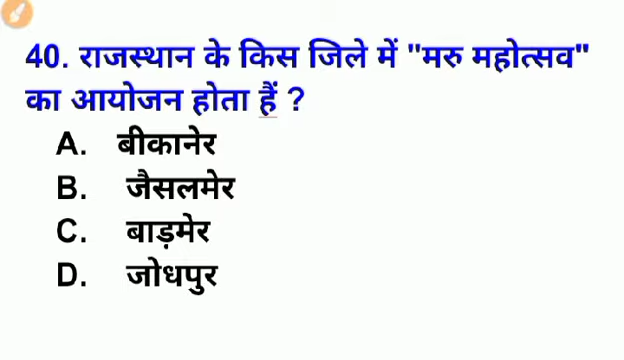 40. राजस्थान के किस जिले में "मरु महोत्सव"
का आयोजन होता हैं ?
A. बीकानेर
B. जैसलमेर
C. बाड़मेर
D. जोधपुर